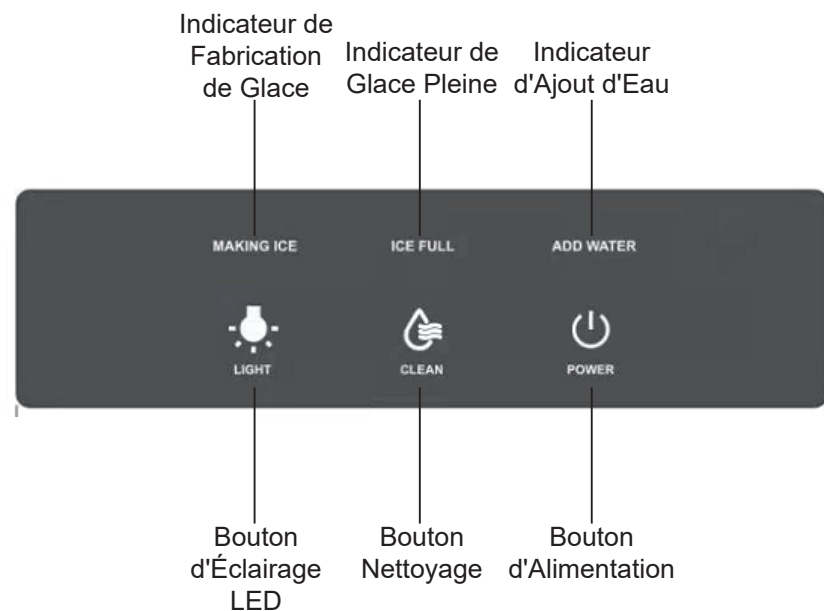 Indicateur de
Fabrication
de Glace
Indicateur de
Glace Pleine
Indicateur
d'Ajout d'Eau
MAKING ICE
ICE FULL
ADD WATER
LIGHT
CLEAN
POWER
Bouton
d'Éclairage
LED
Bouton
Nettoyage
Bouton
d'Alimentation